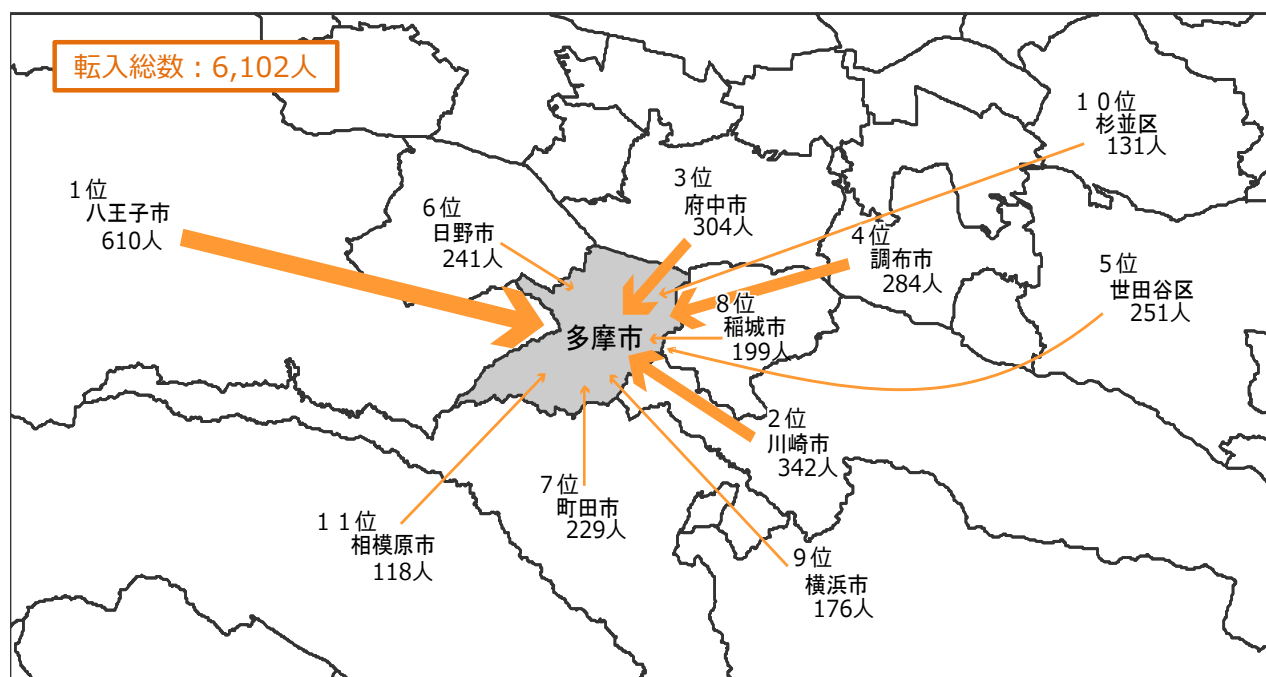 転入総数：6,102人
１位
八王子市
610人
６位
日野市
241人
３位
府中市
304人
４位
調布市
284人
１０位
杉並区
131人
５位
世田谷区
251人
８位
稲城市
199人
多摩市
２位
川崎市
342人
７位
町田市
229人
１１位
相模原市
118人
９位
横浜市
176人